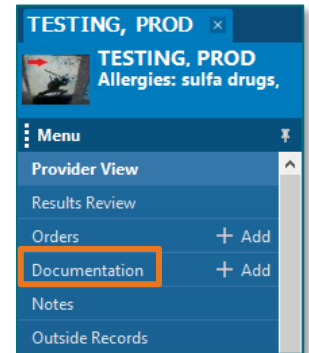 TESTING, PROD ×
TESTING, PROD
Allergies: sulfa drugs,
Menu
Provider View
Results Review
Orders + Add
Documentation + Add
Notes
Outside Records